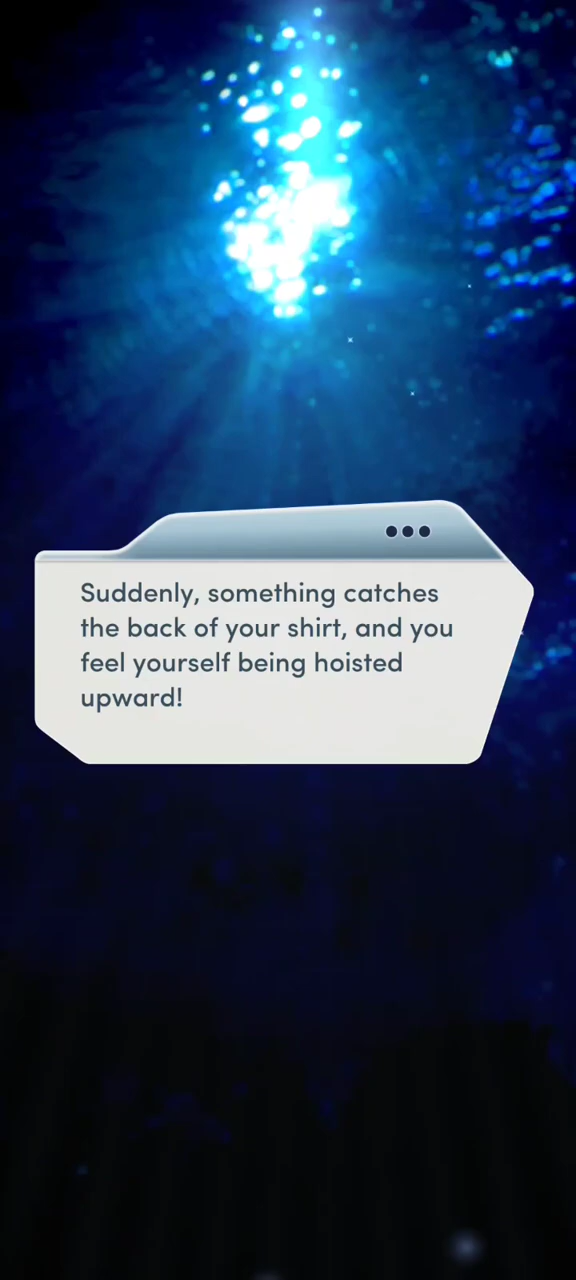 Suddenly, something catches
the back of your shirt, and you
feel yourself being hoisted
upward!